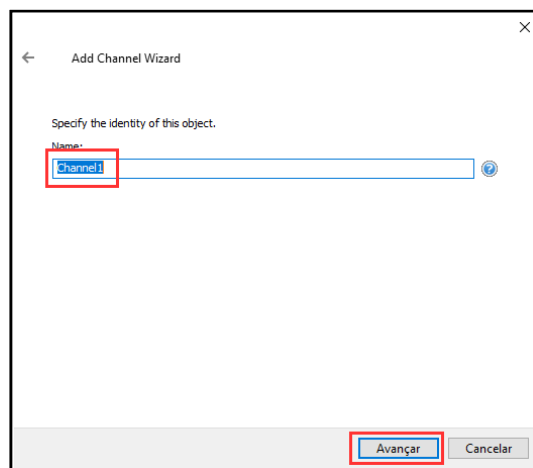 Add Channel Wizard
Specify the identity of this object.
Name:
Channel1
Avançar
Cancelar